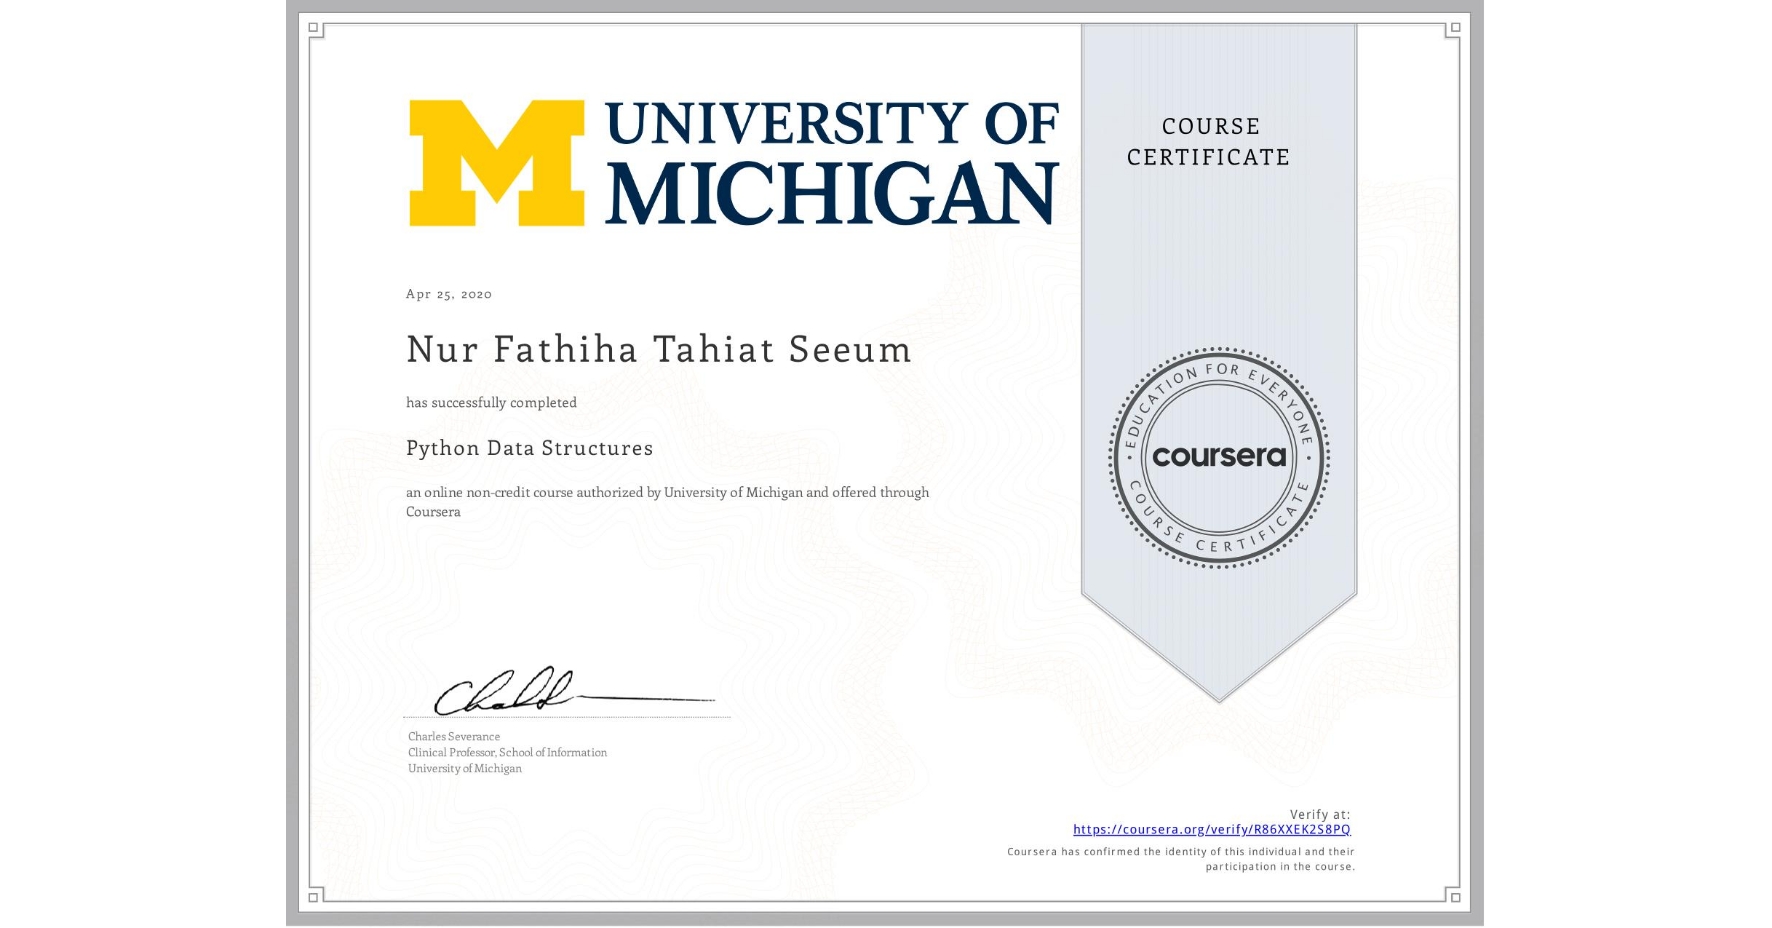 UNIVERSITY OF
MICHIGAN
COURSE
CERTIFICATE
Apr 25, 2020
Nur Fathiha Tahiat Seeum
has successfully completed
Python Data Structures
an online non-credit course authorized by University of Michigan and offered through
Coursera
EDUCATION FOR EVERYONE
coursera
COURSE CERTIFICATE
Charles Severance
Clinical Professor, School of Information
University of Michigan
Verify at:
https://coursera.org/verify/R86XXEK2S8PQ
Coursera has confirmed the identity of this individual and their
participation in the course.